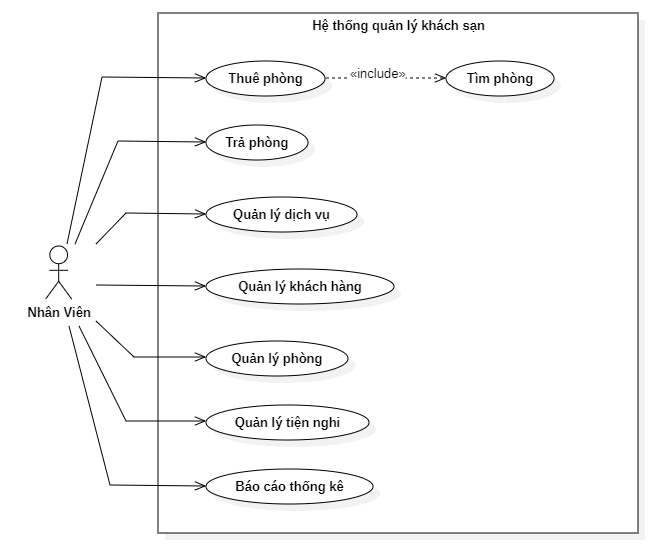 Hệ thống quản lý khách sạn
Thuê phòng
«include»
Tìm phòng
Trả phòng
Quản lý dịch vụ
Quản lý khách hàng
Nhân Viên
Quản lý phòng
Quản lý tiện nghi
Báo cáo thống kê